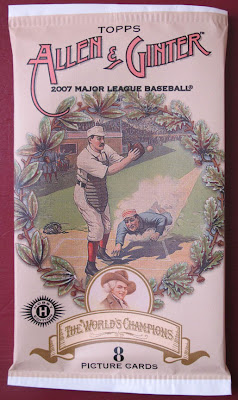 TOPPS
ALLEN & GINTER
2007 MAJOR LEAGUE BASEBALL®
H
THE WORLD'S CHAMPIONS
8
PICTURE CARDS